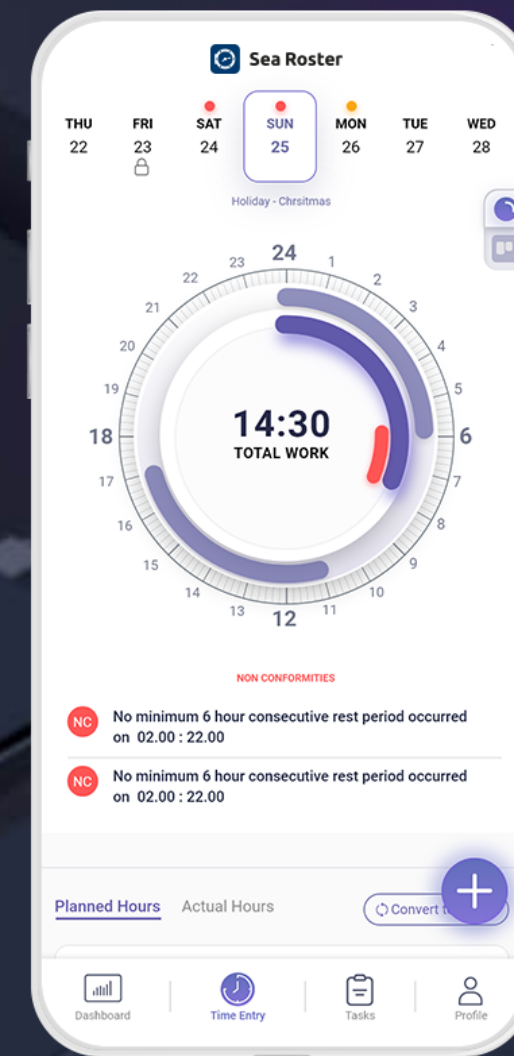 Sea Roster
THU FRI SAT SUN MON TUE WED
22 23 24 25 26 27 28
Holiday - Chrsitmas
24
23 1
22 2
21 3
20 4
19 5
18 6
17 7
16 8
15 9
14 10
13 11
12
14:30
TOTAL WORK
NON CONFORMITIES
NC No minimum 6 hour consecutive rest period occurred
on 02.00 : 22.00
NC No minimum 6 hour consecutive rest period occurred
on 02.00 : 22.00
Planned Hours Actual Hours Convert
Dashboard Time Entry Tasks Profile